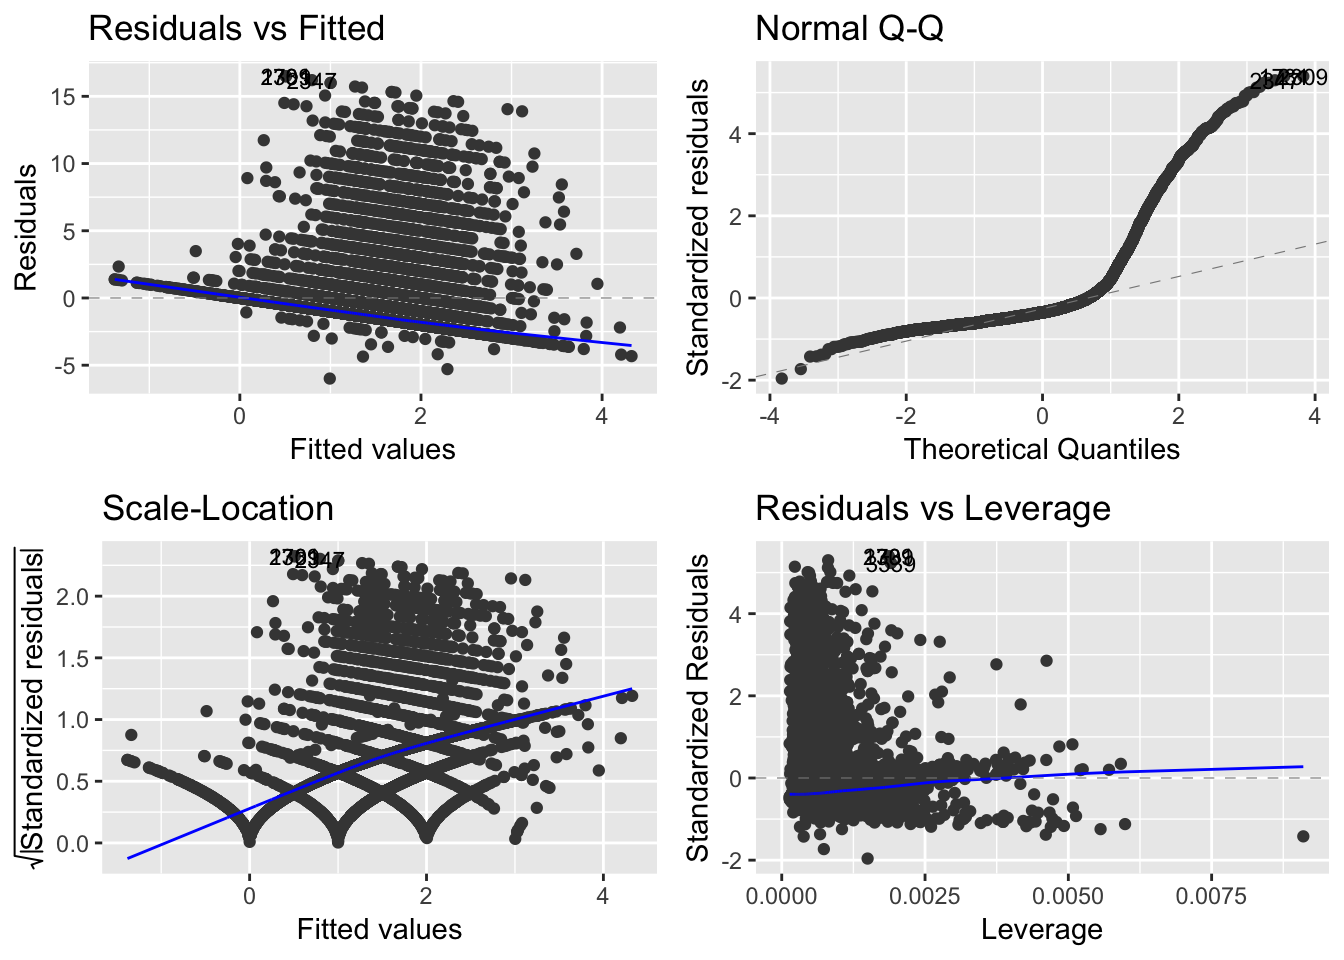 Residuals vs Fitted
Residuals
15
10
5
0
-5
0
2
4
Fitted values
Normal Q-Q
Standardized residuals
4
2
0
-2
-4
-2
0
2
4
Theoretical Quantiles
Scale-Location
√|Standardized residuals|
2.0
1.5
1.0
0.5
0.0
0
2
4
Fitted values
Residuals vs Leverage
Standardized Residuals
4
2
0
-2
0.0000
0.0025
0.0050
0.0075
Leverage